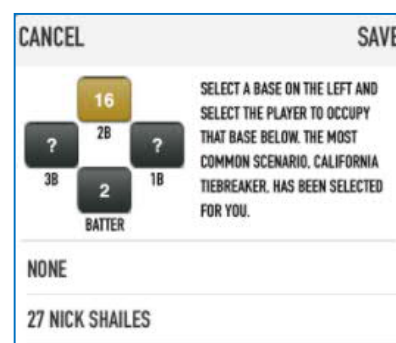 CANCEL SAVE
16
2B
? ?
3B 1B
2
BATTER
SELECT A BASE ON THE LEFT AND
SELECT THE PLAYER TO OCCUPY
THAT BASE BELOW. THE MOST
COMMON SCENARIO, CALIFORNIA
TIEBREAKER, HAS BEEN SELECTED
FOR YOU.
NONE
27 NICK SHAILES